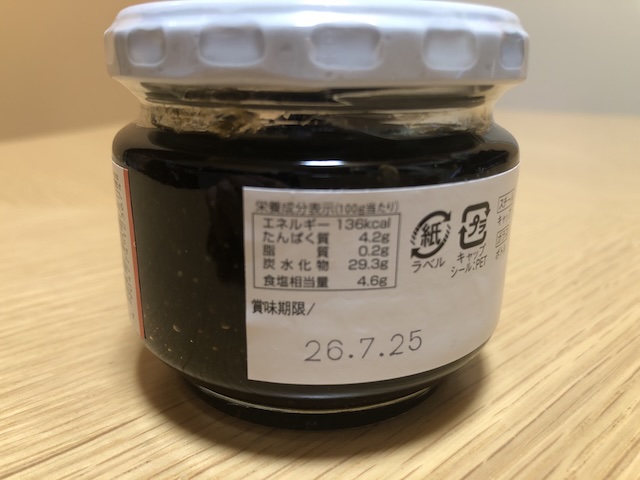 栄養成分表示(100g当たり)
エネルギー 136kcal
たんぱく質 4.2g
脂質 0.2g
炭水化物 29.3g
食塩相当量 4.6g
賞味期限/
26.7.25
紙
ラベル
プラ
キャップ
シール:PET